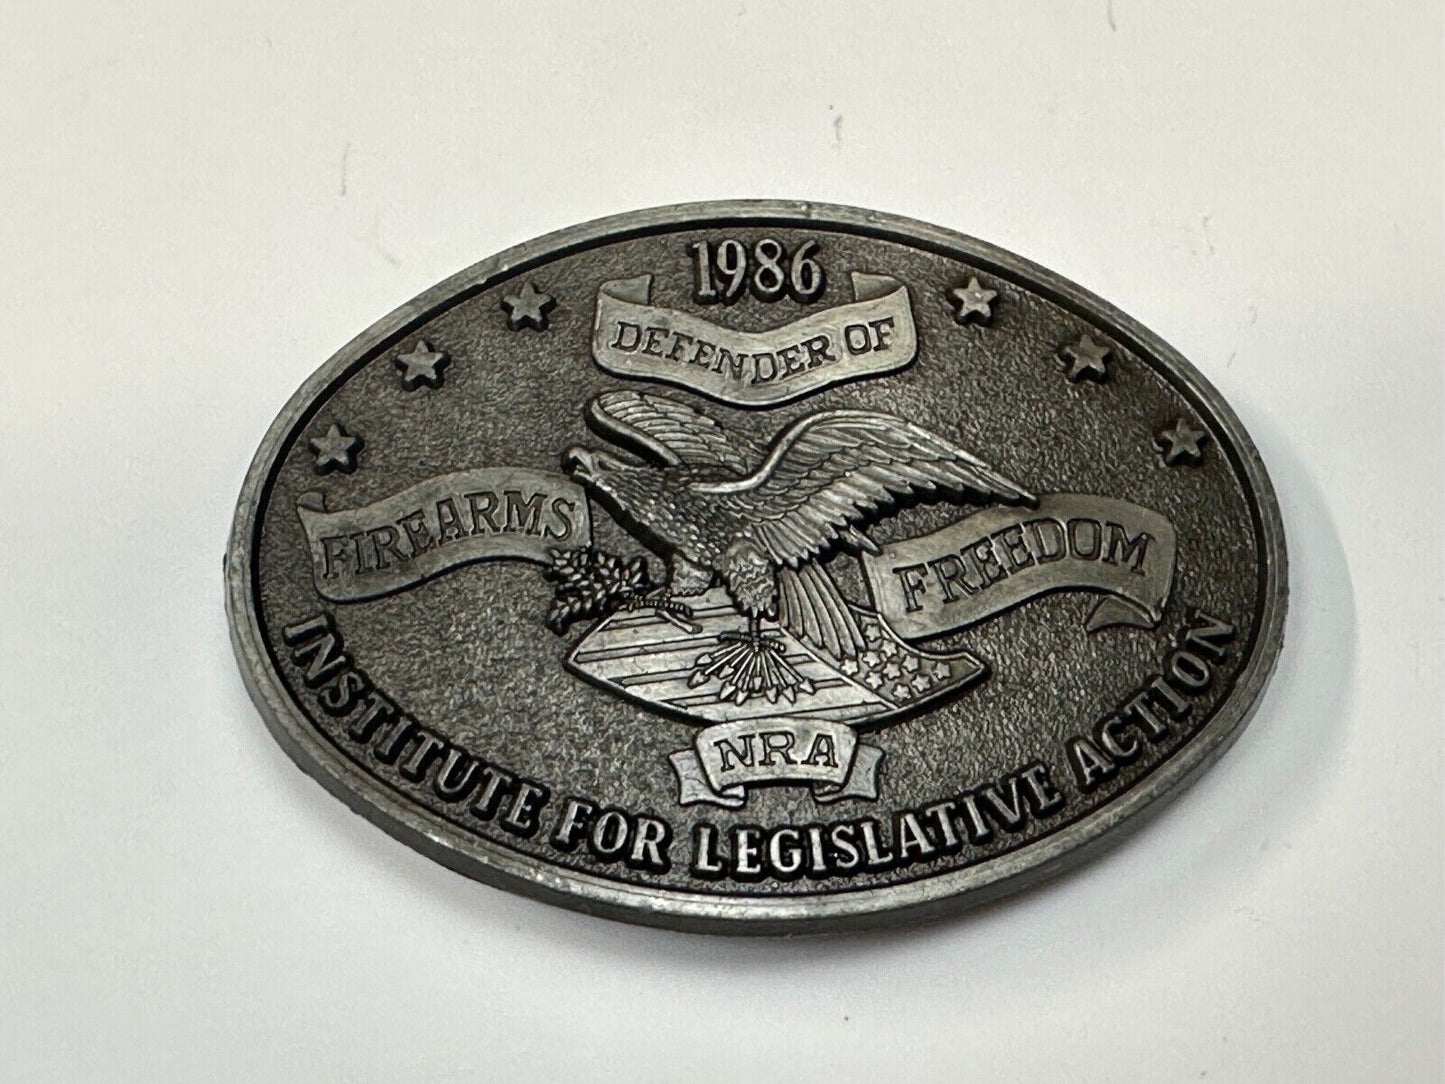 1986
DEFENDER OF
FIREARMS FREEDOM
NRA
INSTITUTE FOR LEGISLATIVE ACTION